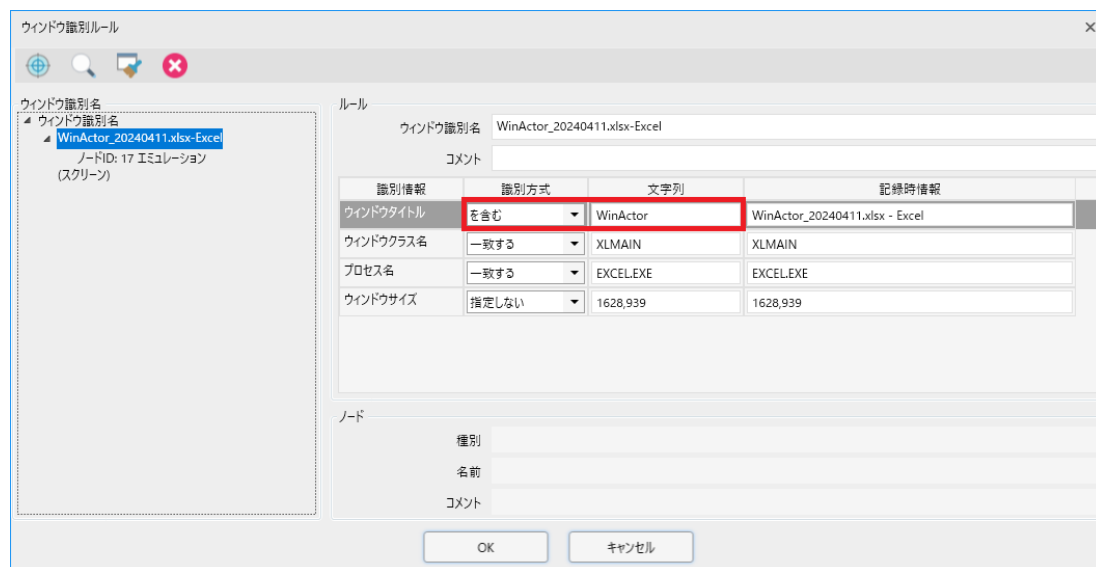 ウィンドウ識別ルール
ウィンドウ識別名
ウィンドウ識別名
WinActor_20240411.xlsx-Excel
ノードID: 17 エミュレーション
(スクリーン)
ルール
ウィンドウ識別名 WinActor_20240411.xlsx-Excel
コメント
識別情報 識別方式 文字列 記録時情報
ウィンドウタイトル を含む WinActor WinActor_20240411.xlsx - Excel
ウィンドウクラス名 一致する XLMAIN XLMAIN
プロセス名 一致する EXCEL.EXE EXCEL.EXE
ウィンドウサイズ 指定しない 1628,939 1628,939
ノード
種別
名前
コメント
OK キャンセル